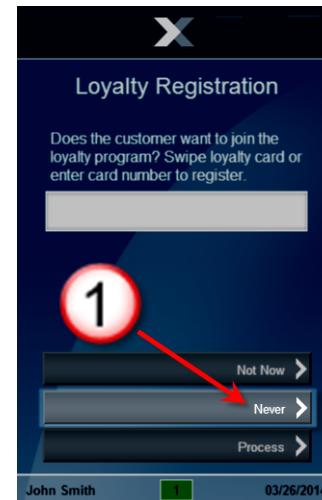 Loyalty Registration
Does the customer want to join the
loyalty program? Swipe loyalty card or
enter card number to register.
1
Not Now
Never
Process
John Smith 1 03/26/201